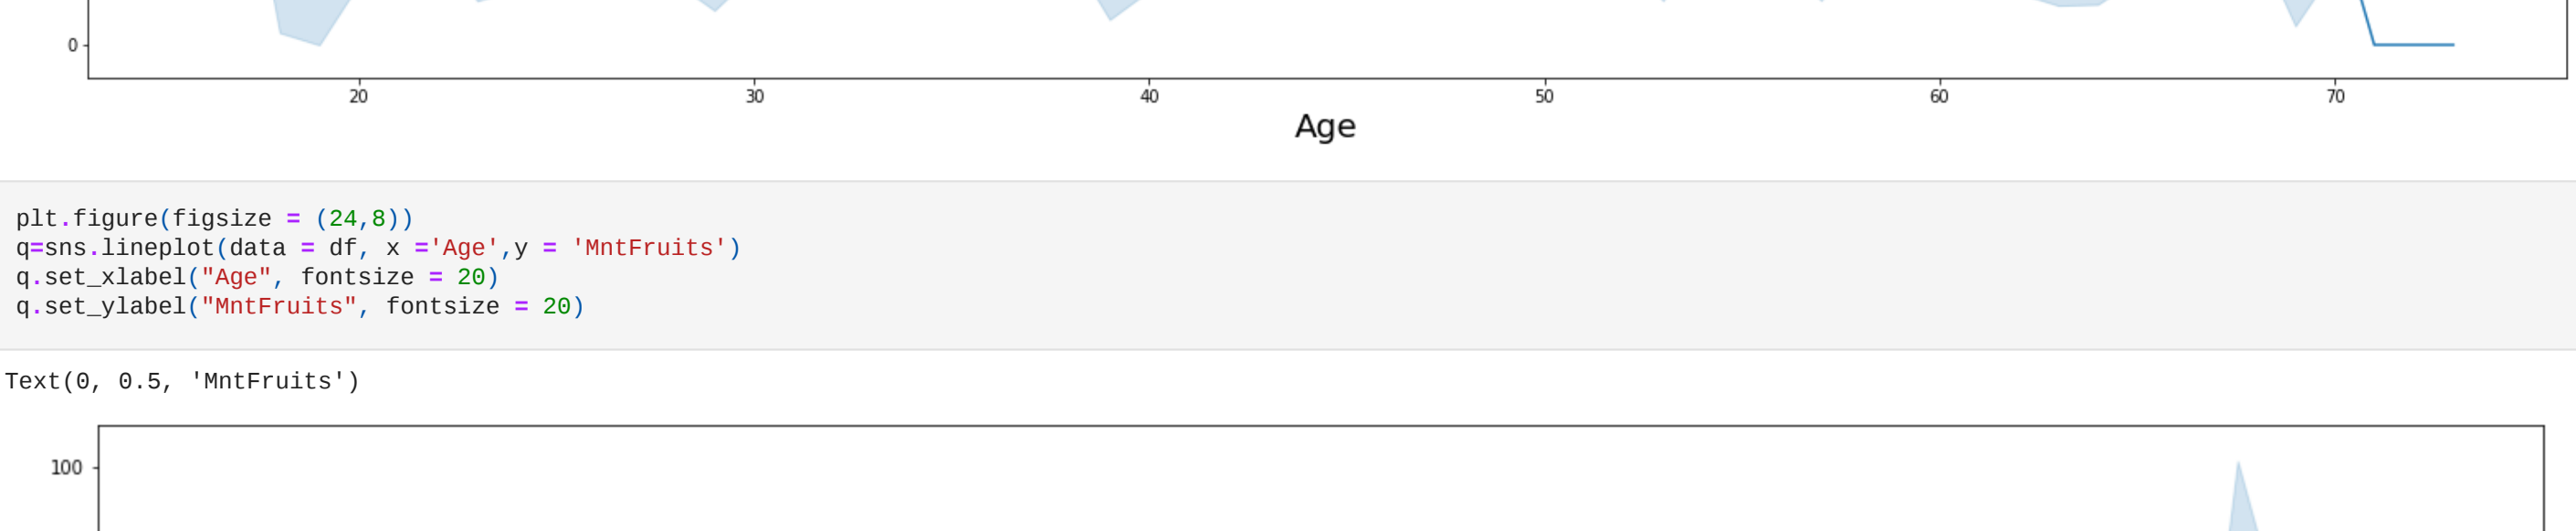 0
20 30 40 50 60 70
Age
plt.figure(figsize = (24,8))
q=sns.lineplot(data = df, x ='Age',y = 'MntFruits')
q.set_xlabel("Age", fontsize = 20)
q.set_ylabel("MntFruits", fontsize = 20)
Text(0, 0.5, 'MntFruits')
100